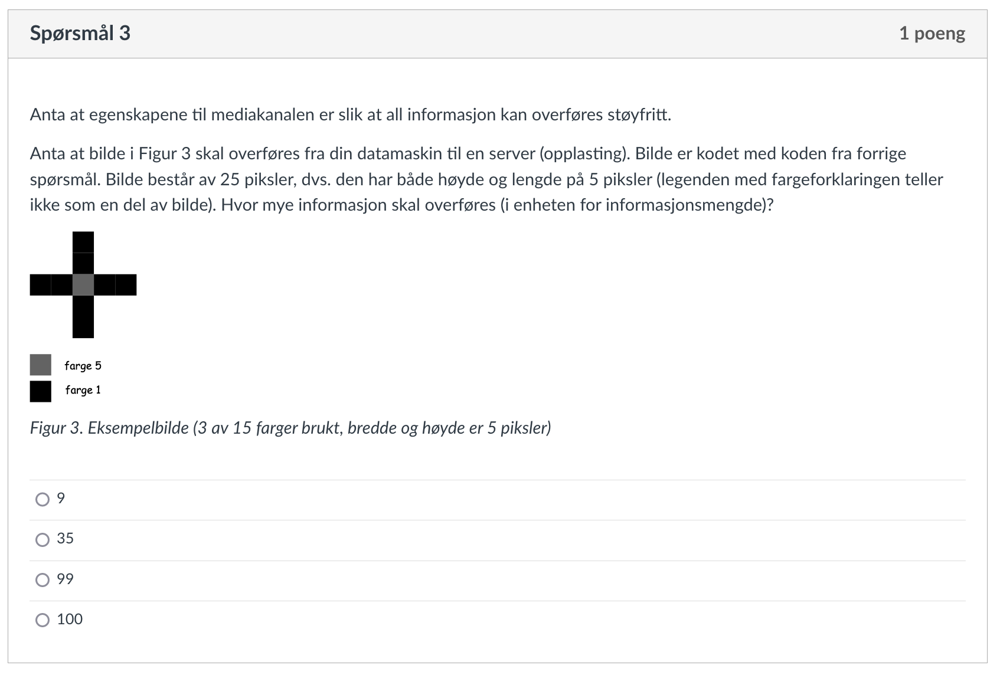 Spørsmål 3
1 poeng
Anta at egenskapene til mediakanalen er slik at all informasjon kan overføres støyfritt.
Anta at bilde i Figur 3 skal overføres fra din datamaskin til en server (opplasting). Bilde er kodet med koden fra forrige
spørsmål. Bilde består av 25 piksler, dvs. den har både høyde og lengde på 5 piksler (legenden med fargeforklaringen teller
ikke som en del av bilde). Hvor mye informasjon skal overføres (i enheten for informasjonsmengde)?
farge 5
farge 1
Figur 3. Eksempelbilde (3 av 15 farger brukt, bredde og høyde er 5 piksler)
9
35
99
100